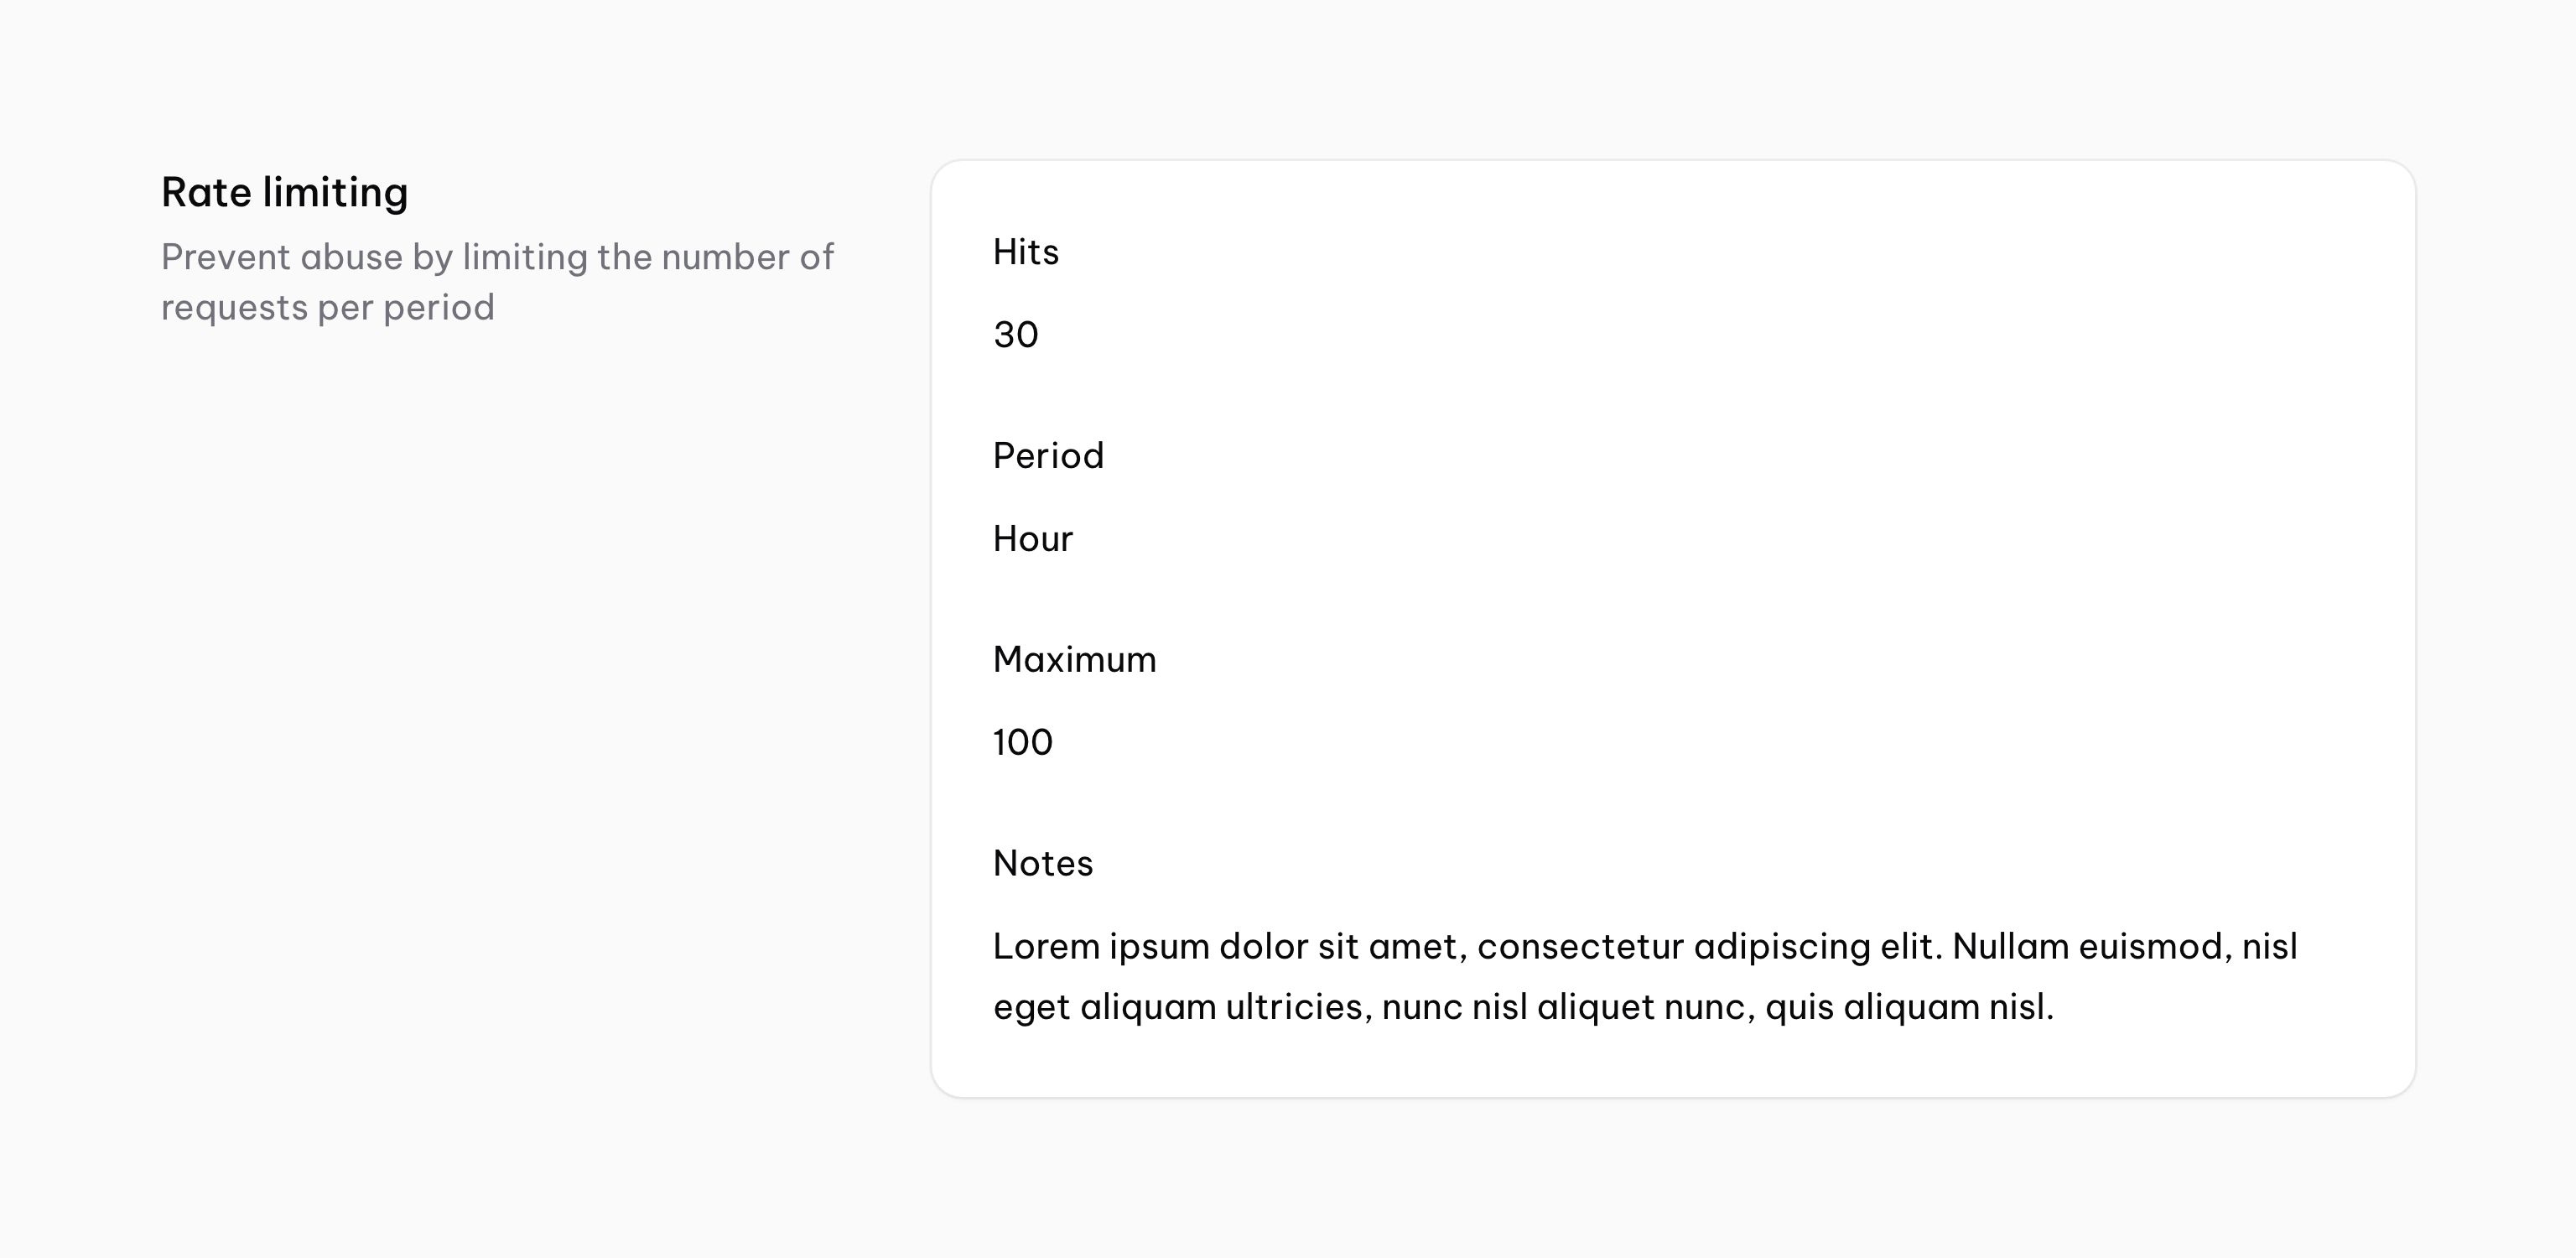 Rate limiting
Prevent abuse by limiting the number of
requests per period
Hits
30
Period
Hour
Maximum
100
Notes
Lorem ipsum dolor sit amet, consectetur adipiscing elit. Nullam euismod, nisl
eget aliquam ultricies, nunc nisl aliquet nunc, quis aliquam nisl.